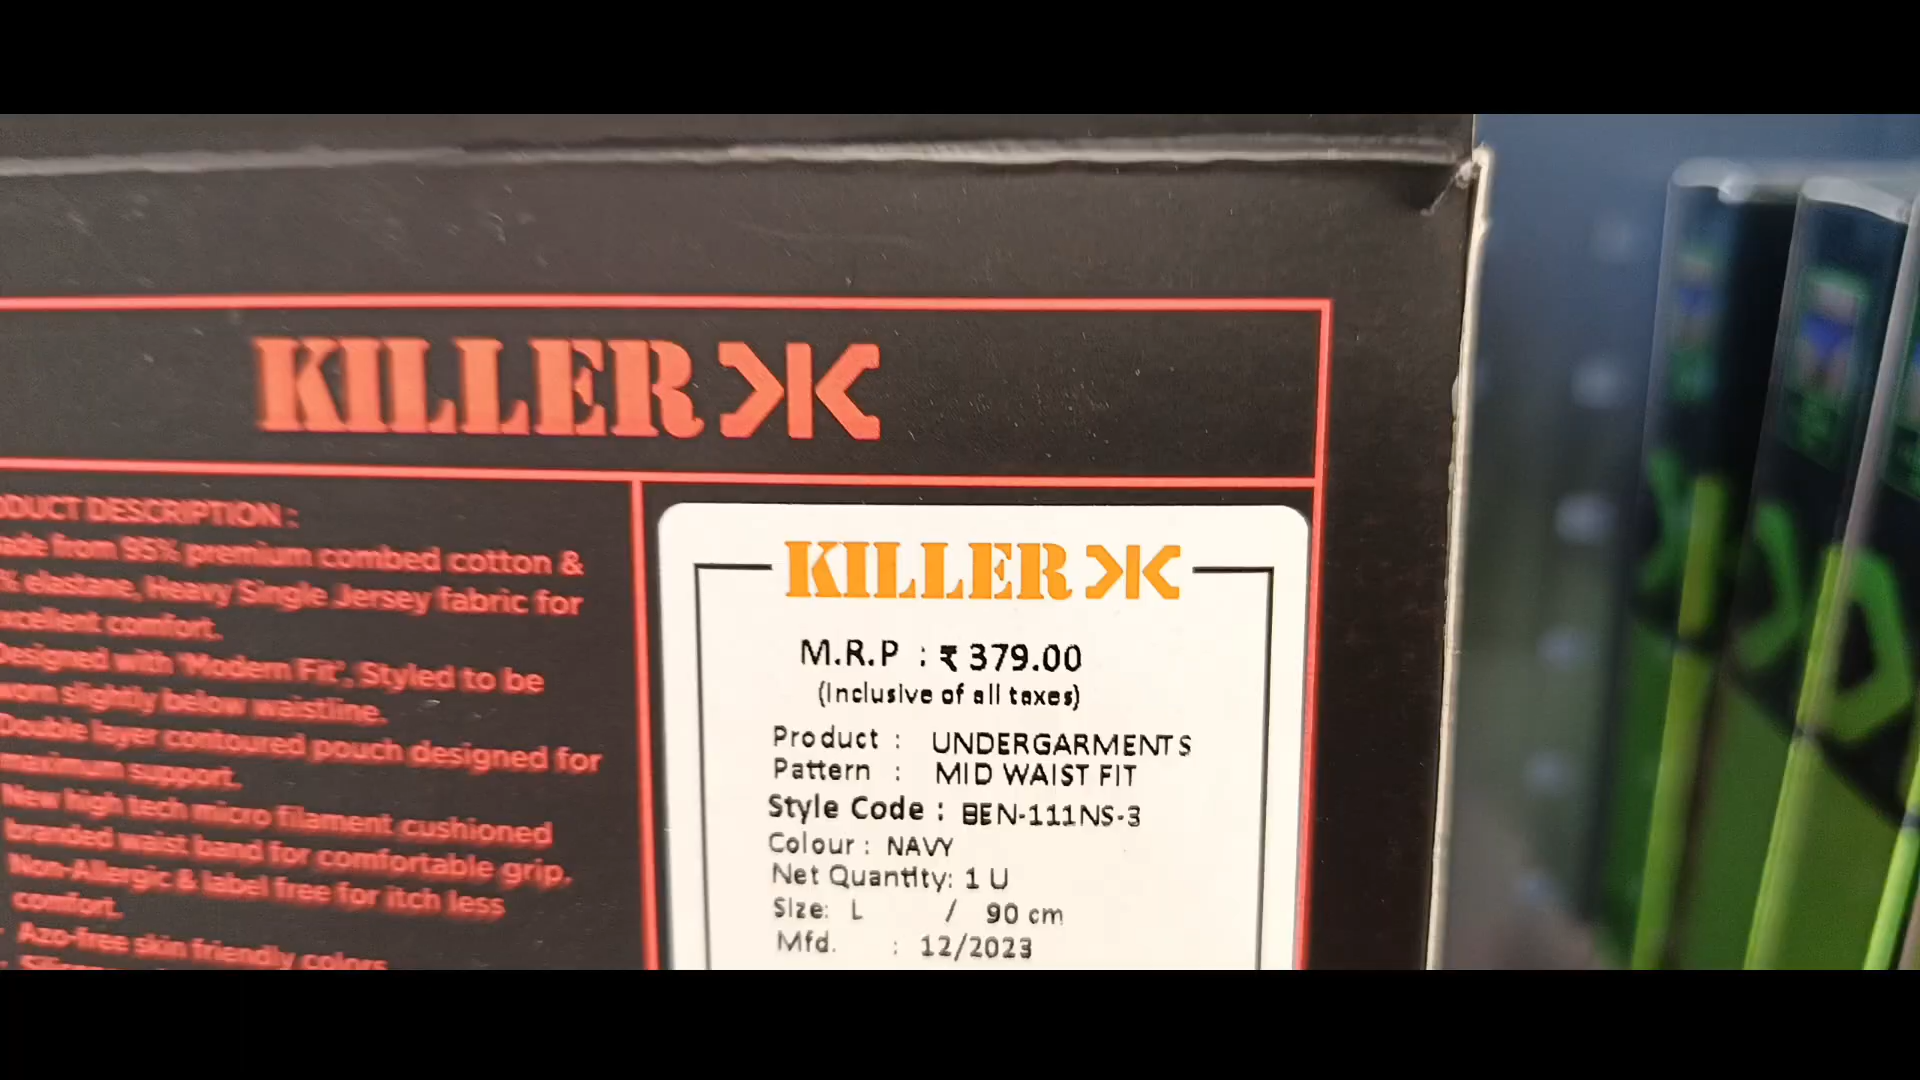 KILLER
DUCT DESCRIPTION :
ade from 95% premium combed cotton &
% elastane, Heavy Single Jersey fabric for
xcellent comfort.
Designed with 'Modern Fit'. Styled to be
worn slightly below waistline.
Double layer contoured pouch designed for
maximum support.
New high tech micro filament cushioned
branded waist band for comfortable grip.
Non-Allergic & label free for itch less
comfort.
Azo-free skin friendly colors
KILLER
M.R.P : ₹ 379.00
(Inclusive of all taxes)
Product : UNDERGARMENTS
Pattern : MID WAIST FIT
Style Code : BEN-111NS-3
Colour : NAVY
Net Quantity: 1 U
Size: L / 90 cm
Mfd. : 12/2023